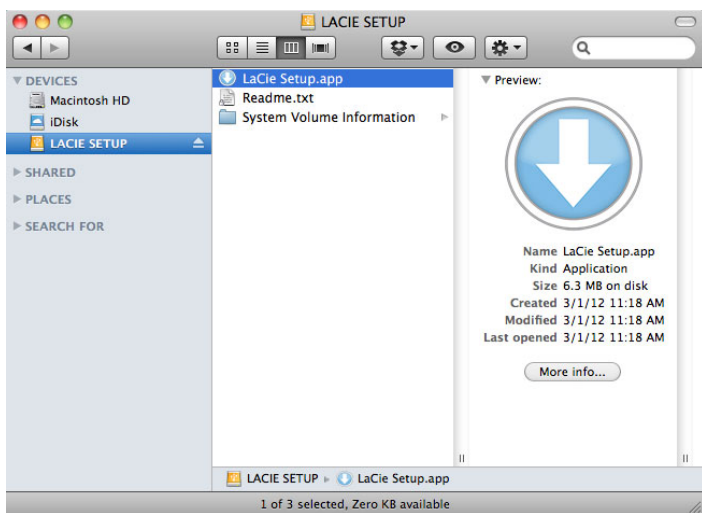 LACIE SETUP
DEVICES
Macintosh HD
iDisk
LACIE SETUP
SHARED
PLACES
SEARCH FOR
LaCie Setup.app
Readme.txt
System Volume Information
Preview:
Name LaCie Setup.app
Kind Application
Size 6.3 MB on disk
Created 3/1/12 11:18 AM
Modified 3/1/12 11:18 AM
Last opened 3/1/12 11:18 AM
More info...
LACIE SETUP LaCie Setup.app
1 of 3 selected, Zero KB available